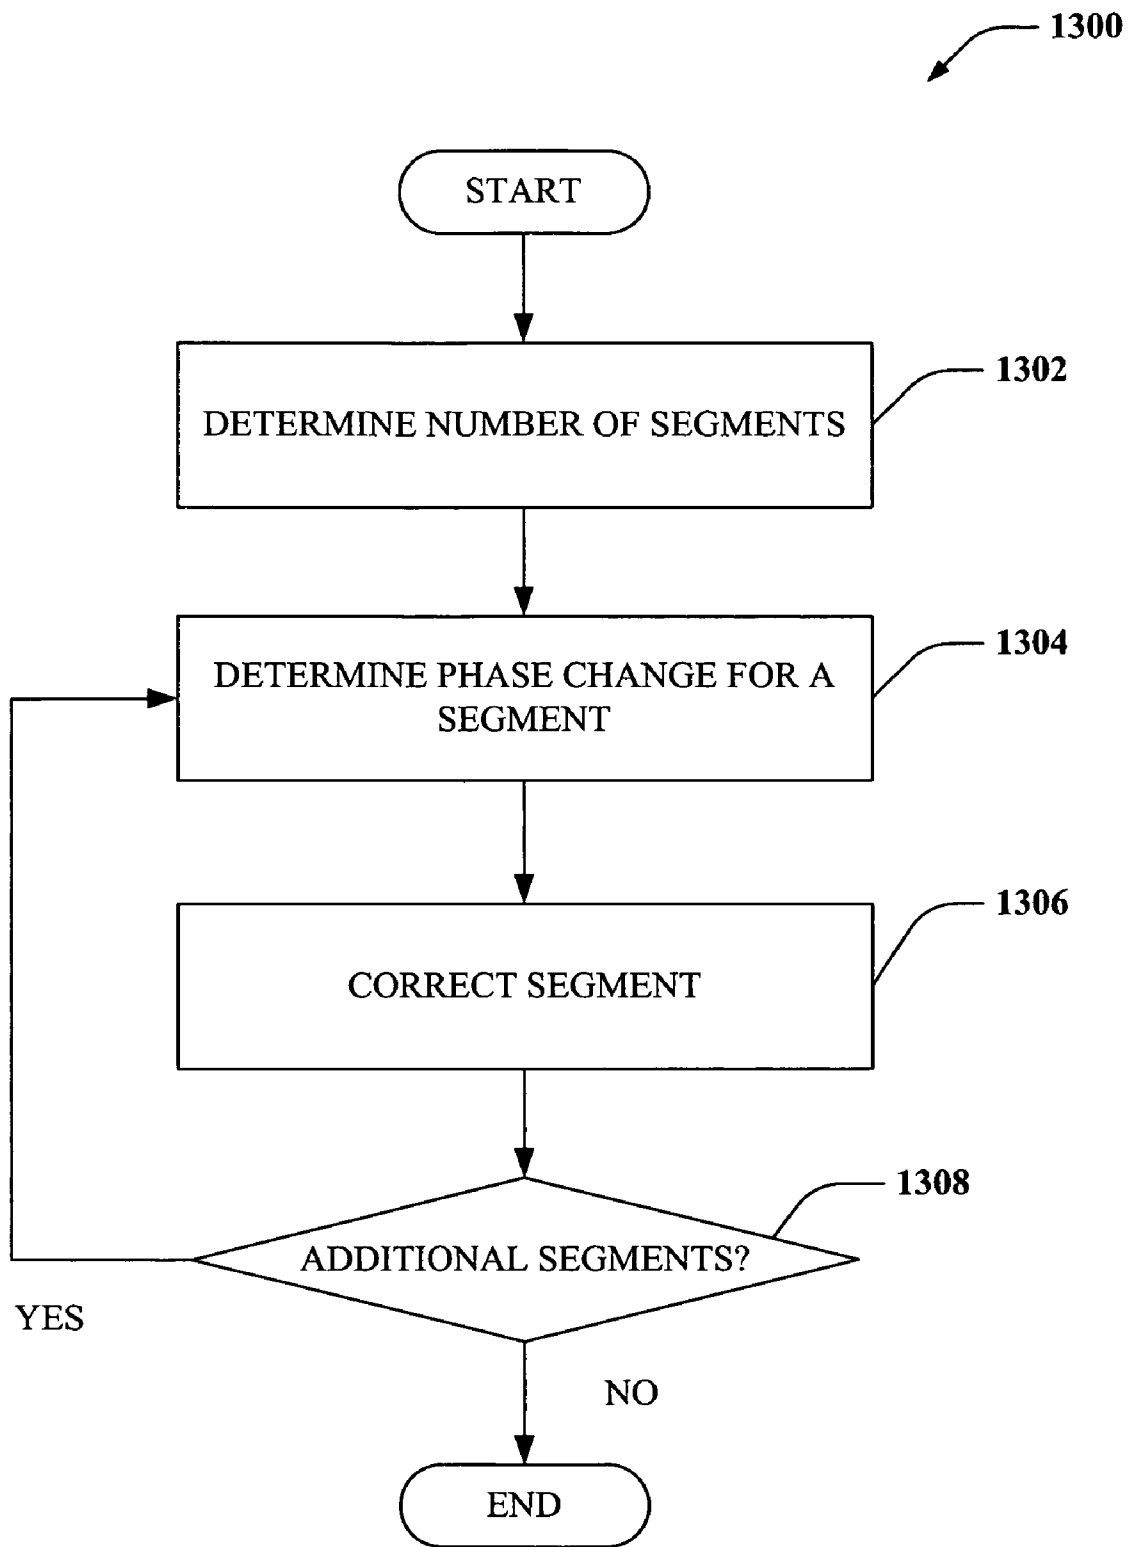 1300
START
1302
DETERMINE NUMBER OF SEGMENTS
1304
DETERMINE PHASE CHANGE FOR A
SEGMENT
1306
CORRECT SEGMENT
1308
ADDITIONAL SEGMENTS?
YES
NO
END